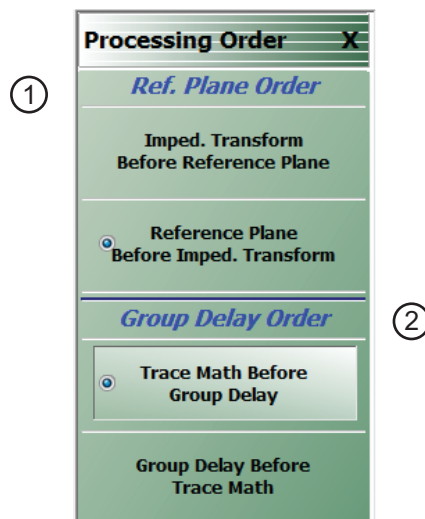 Processing Order X
1
Ref. Plane Order
Imped. Transform
Before Reference Plane
Reference Plane
Before Imped. Transform
2
Group Delay Order
Trace Math Before
Group Delay
Group Delay Before
Trace Math